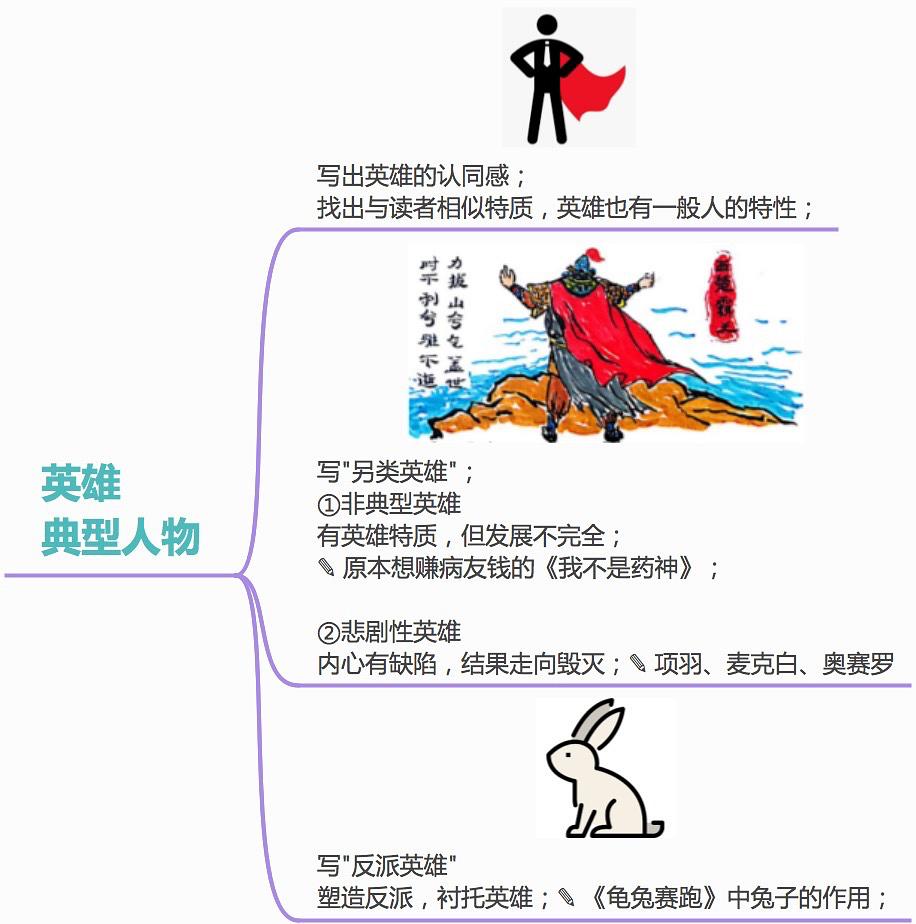 写出英雄的认同感；
找出与读者相似特质，英雄也有一般人的特性；
力拔山兮气盖世
时不利兮骓不逝
西楚霸王
英雄
典型人物
写"另类英雄"；
①非典型英雄
有英雄特质，但发展不完全；
✎ 原本想赚病友钱的《我不是药神》；
②悲剧性英雄
内心有缺陷，结果走向毁灭；✎ 项羽、麦克白、奥赛罗
写"反派英雄"
塑造反派，衬托英雄；✎ 《龟兔赛跑》中兔子的作用；